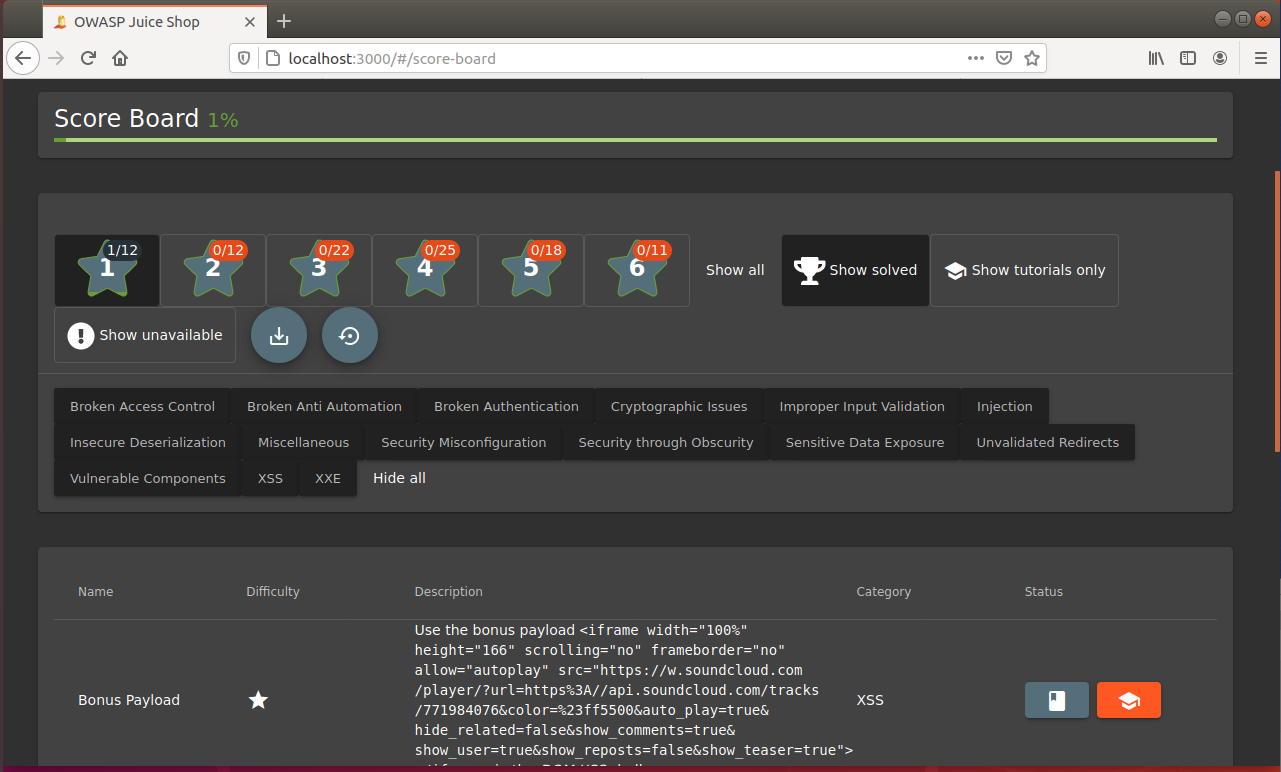 OWASP Juice Shop
localhost:3000/#/score-board
Score Board 1%
1/12 0/12 0/22 0/25 0/18 0/11
1 2 3 4 5 6 Show all Show solved Show tutorials only
Show unavailable
Broken Access Control Broken Anti Automation Broken Authentication Cryptographic Issues Improper Input Validation Injection
Insecure Deserialization Miscellaneous Security Misconfiguration Security through Obscurity Sensitive Data Exposure Unvalidated Redirects
Vulnerable Components XSS XXE Hide all
Name Difficulty Description Category Status
Use the bonus payload <iframe width="100%"
height="166" scrolling="no" frameborder="no"
allow="autoplay" src="https://w.soundcloud.com
/player/?url=https%3A//api.soundcloud.com/tracks
Bonus Payload /771984076&color=%23ff5500&auto_play=true& XSS
hide_related=false&show_comments=true&
show_user=true&show_reposts=false&show_teaser=true">